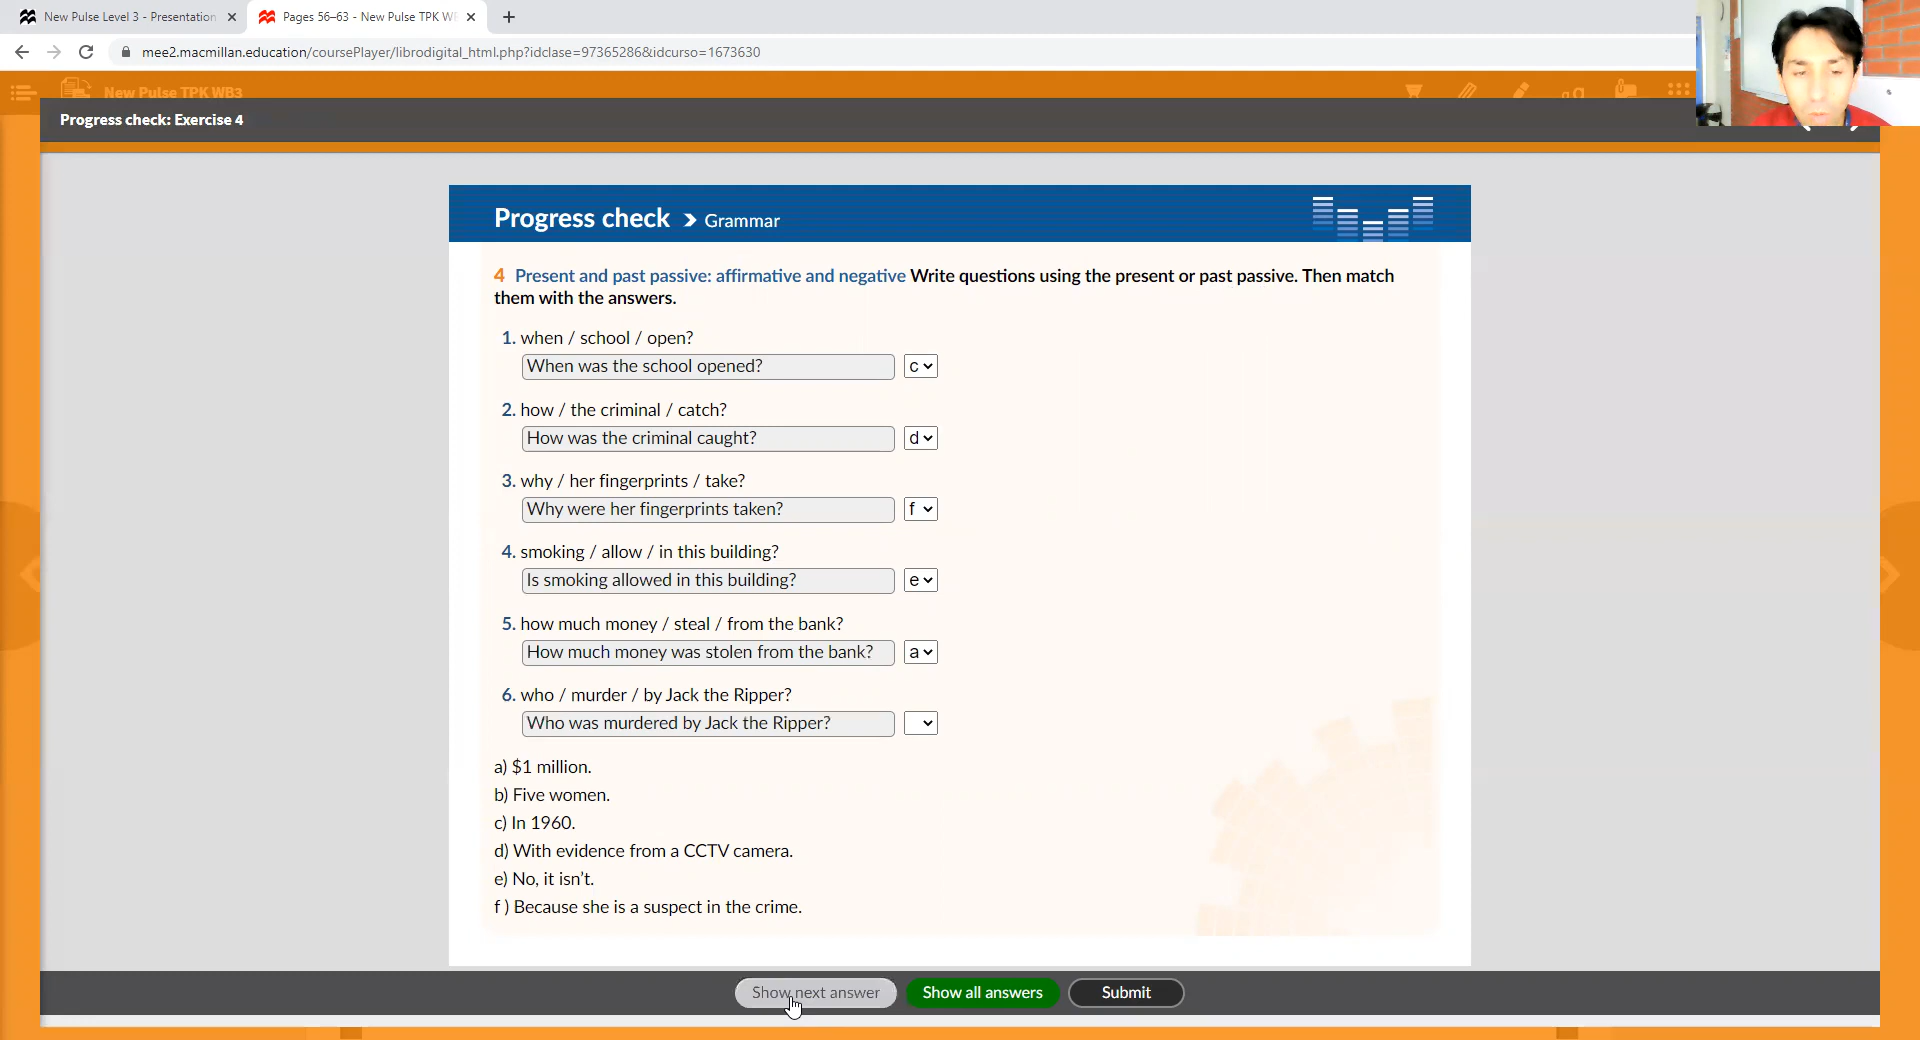 New Pulse Level 3 - Presentation
Pages 56–63 - New Pulse TPK WB
mee2.macmillan.education/coursePlayer/librodigital_html.php?idclase=97365286&idcurso=1673630
New Pulse TPK WB3
Progress check: Exercise 4
Progress check > Grammar
4 Present and past passive: affirmative and negative Write questions using the present or past passive. Then match
them with the answers.
1. when / school / open?
When was the school opened? c
2. how / the criminal / catch?
How was the criminal caught? d
3. why / her fingerprints / take?
Why were her fingerprints taken? f
4. smoking / allow / in this building?
Is smoking allowed in this building? e
5. how much money / steal / from the bank?
How much money was stolen from the bank? a
6. who / murder / by Jack the Ripper?
Who was murdered by Jack the Ripper?
a) $1 million.
b) Five women.
c) In 1960.
d) With evidence from a CCTV camera.
e) No, it isn't.
f ) Because she is a suspect in the crime.
Show next answer Show all answers Submit